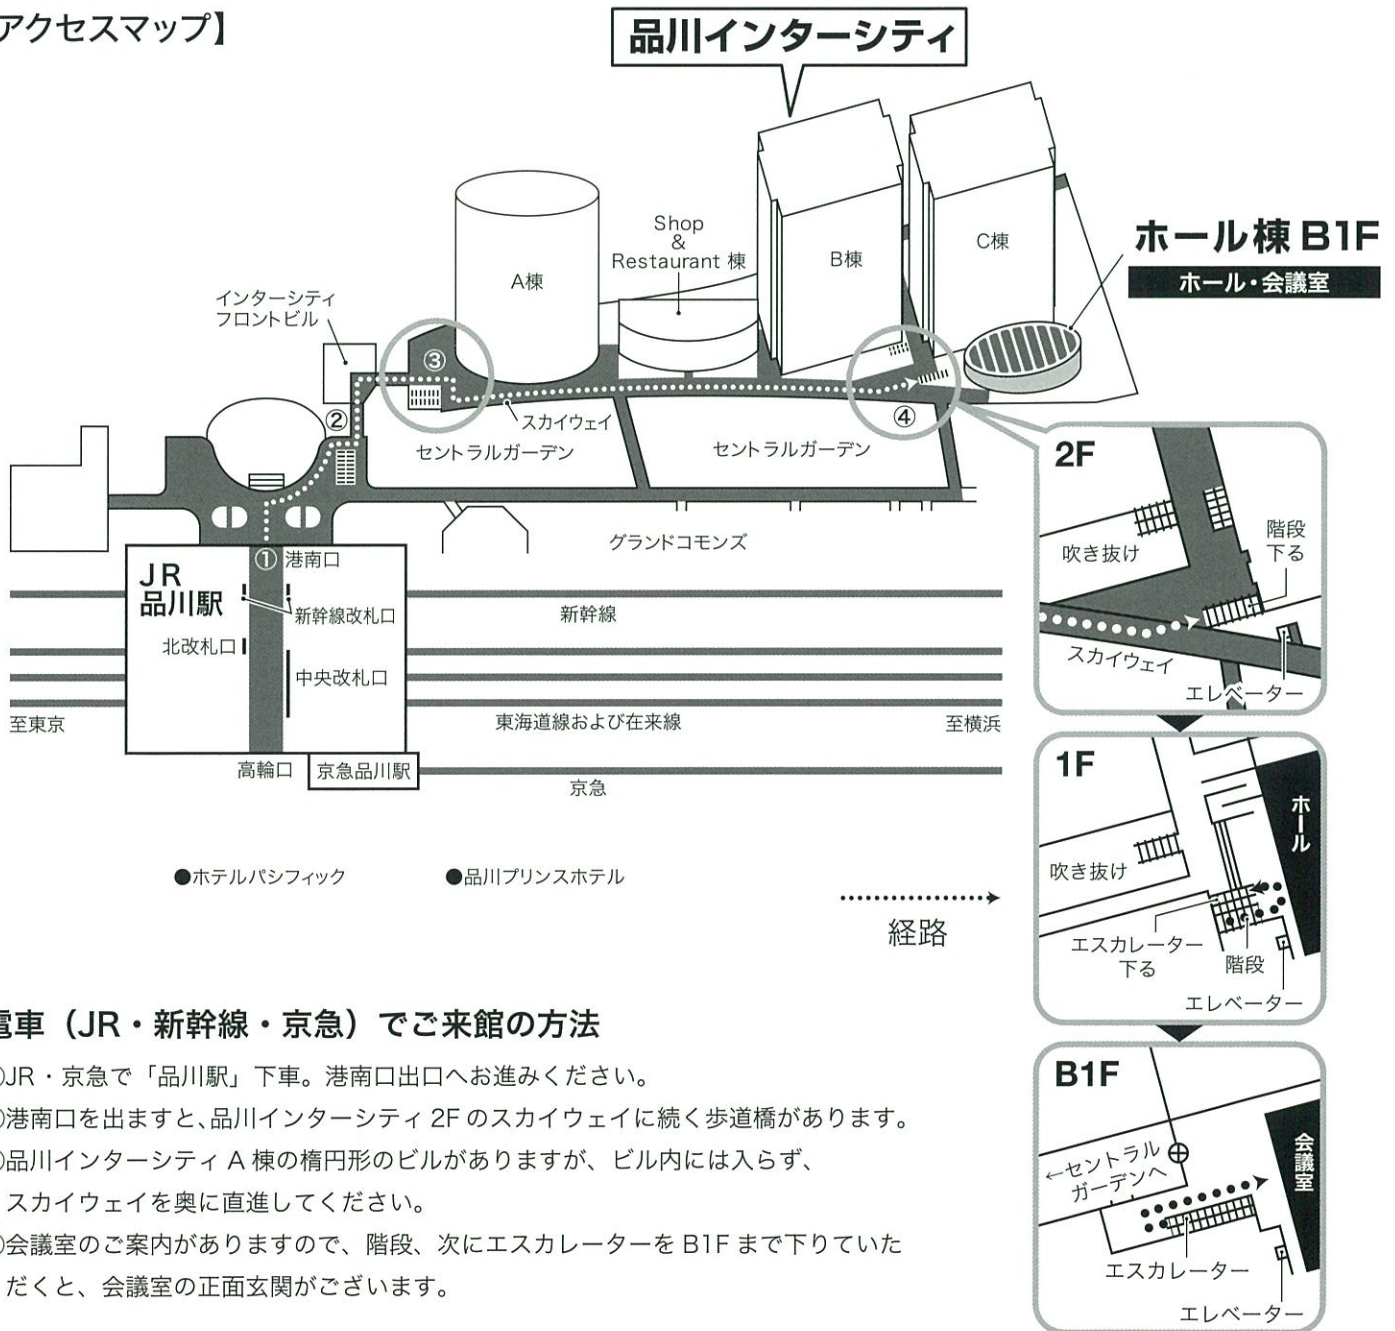 アクセスマップ】
品川インターシティ
Shop
&
Restaurant 棟
A棟
B棟
C棟
ホール棟 B1F
ホール・会議室
インターシティ
フロントビル
③
②
④
スカイウェイ
セントラルガーデン
セントラルガーデン
グランドコモンズ
① 港南口
JR
品川駅
新幹線改札口
新幹線
北改札口
中央改札口
至東京
東海道線および在来線
至横浜
高輪口
京急品川駅
京急
●ホテルパシフィック
●品川プリンスホテル
経路
2F
吹き抜け
階段
下る
スカイウェイ
エレベーター
1F
ホール
吹き抜け
エスカレーター
下る
階段
エレベーター
B1F
会議室
←セントラル
ガーデンへ
エスカレーター
エレベーター
電車（JR・新幹線・京急）でご来館の方法
JR・京急で「品川駅」下車。港南口出口へお進みください。
港南口を出ますと、品川インターシティ 2F のスカイウェイに続く歩道橋があります。
品川インターシティ A 棟の楕円形のビルがありますが、ビル内には入らず、
スカイウェイを奥に直進してください。
会議室のご案内がありますので、階段、次にエスカレーターを B1F まで下りていた
だくと、会議室の正面玄関がございます。